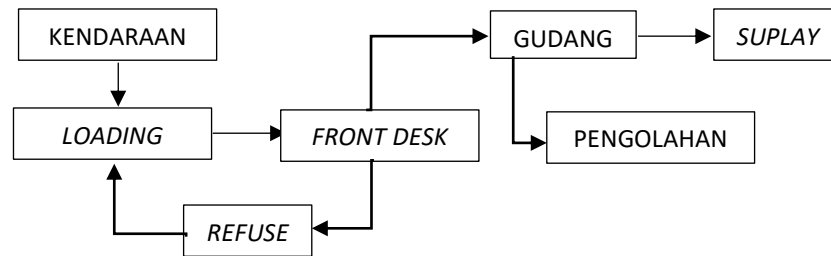 KENDARAAN
GUDANG
SUPLAY
LOADING
FRONT DESK
PENGOLAHAN
REFUSE